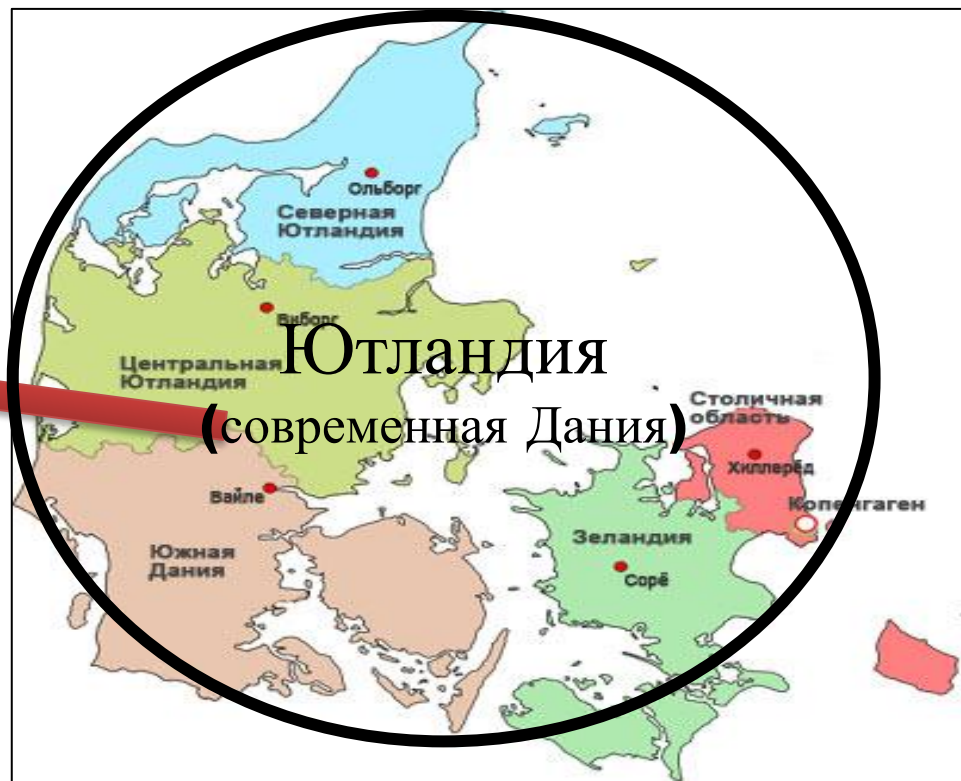 Ольборг
Северная
Ютландия
Виборг
Ютландия
(современная Дания)
Центральная
Ютландия
Столичная
область
Хиллерёд
Копенгаген
Вайле
Зеландия
Южная
Дания
Сорё